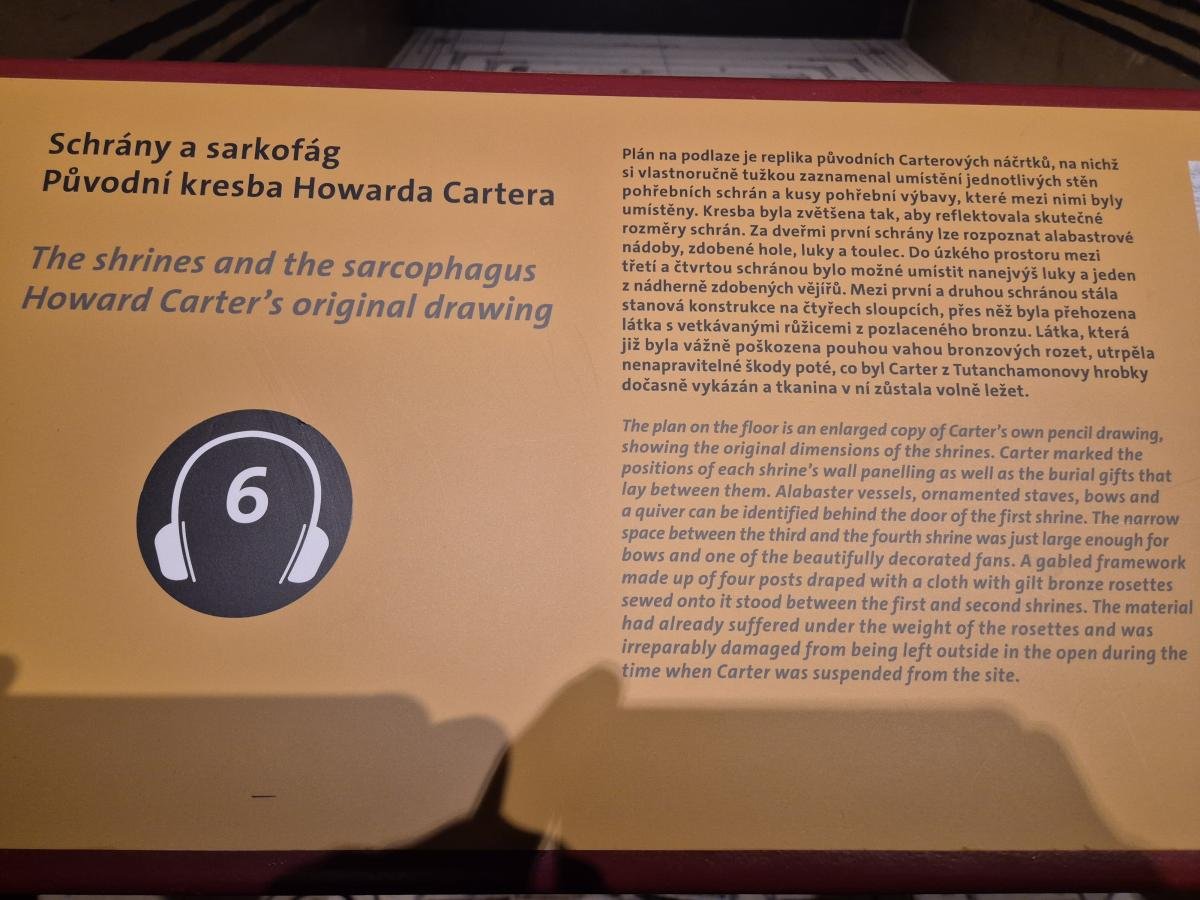 Schrány a sarkofág
Původní kresba Howarda Cartera
The shrines and the sarcophagus
Howard Carter's original drawing
6
Plán na podlaze je replika původních Carterových náčrtků, na nichž
si vlastnoručně tužkou zaznamenal umístění jednotlivých stěn
pohřebních schrán a kusy pohřební výbavy, které mezi nimi byly
umístěny. Kresba byla zvětšena tak, aby reflektovala skutečné
rozměry schrán. Za dveřmi první schrány lze rozpoznat alabastrové
nádoby, zdobené hole, luky a toulec. Do úzkého prostoru mezi
třetí a čtvrtou schránou bylo možné umístit nanejvýš luky a jeden
z nádherně zdobených vějířů. Mezi první a druhou schránou stála
stanová konstrukce na čtyřech sloupcích, přes něž byla přehozena
látka s vetkávanými růžicemi z pozlaceného bronzu. Látka, která
již byla vážně poškozena pouhou vahou bronzových rozet, utrpěla
nenapravitelné škody poté, co byl Carter z Tutanchamonovy hrobky
dočasně vykázán a tkanina v ní zůstala volně ležet.
The plan on the floor is an enlarged copy of Carter's own pencil drawing,
showing the original dimensions of the shrines. Carter marked the
positions of each shrine's wall panelling as well as the burial gifts that
lay between them. Alabaster vessels, ornamented staves, bows and
a quiver can be identified behind the door of the first shrine. The narrow
space between the third and the fourth shrine was just large enough for
bows and one of the beautifully decorated fans. A gabled framework
made up of four posts draped with a cloth with gilt bronze rosettes
sewed onto it stood between the first and second shrines. The material
had already suffered under the weight of the rosettes and was
irreparably damaged from being left outside in the open during the
time when Carter was suspended from the site.